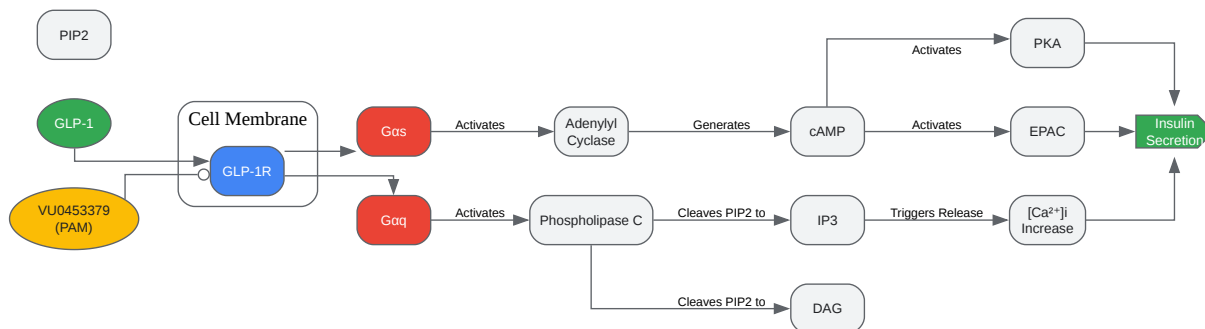 PIP2
GLP-1
VU0453379
(PAM)
Cell Membrane
GLP-1R
Gαs
Gαq
Activates
Activates
Adenylyl
Cyclase
Phospholipase C
Generates
Cleaves PIP2 to
Cleaves PIP2 to
cAMP
IP3
DAG
Activates
Activates
Triggers Release
PKA
EPAC
[Ca²⁺]i
Increase
Insulin
Secretion